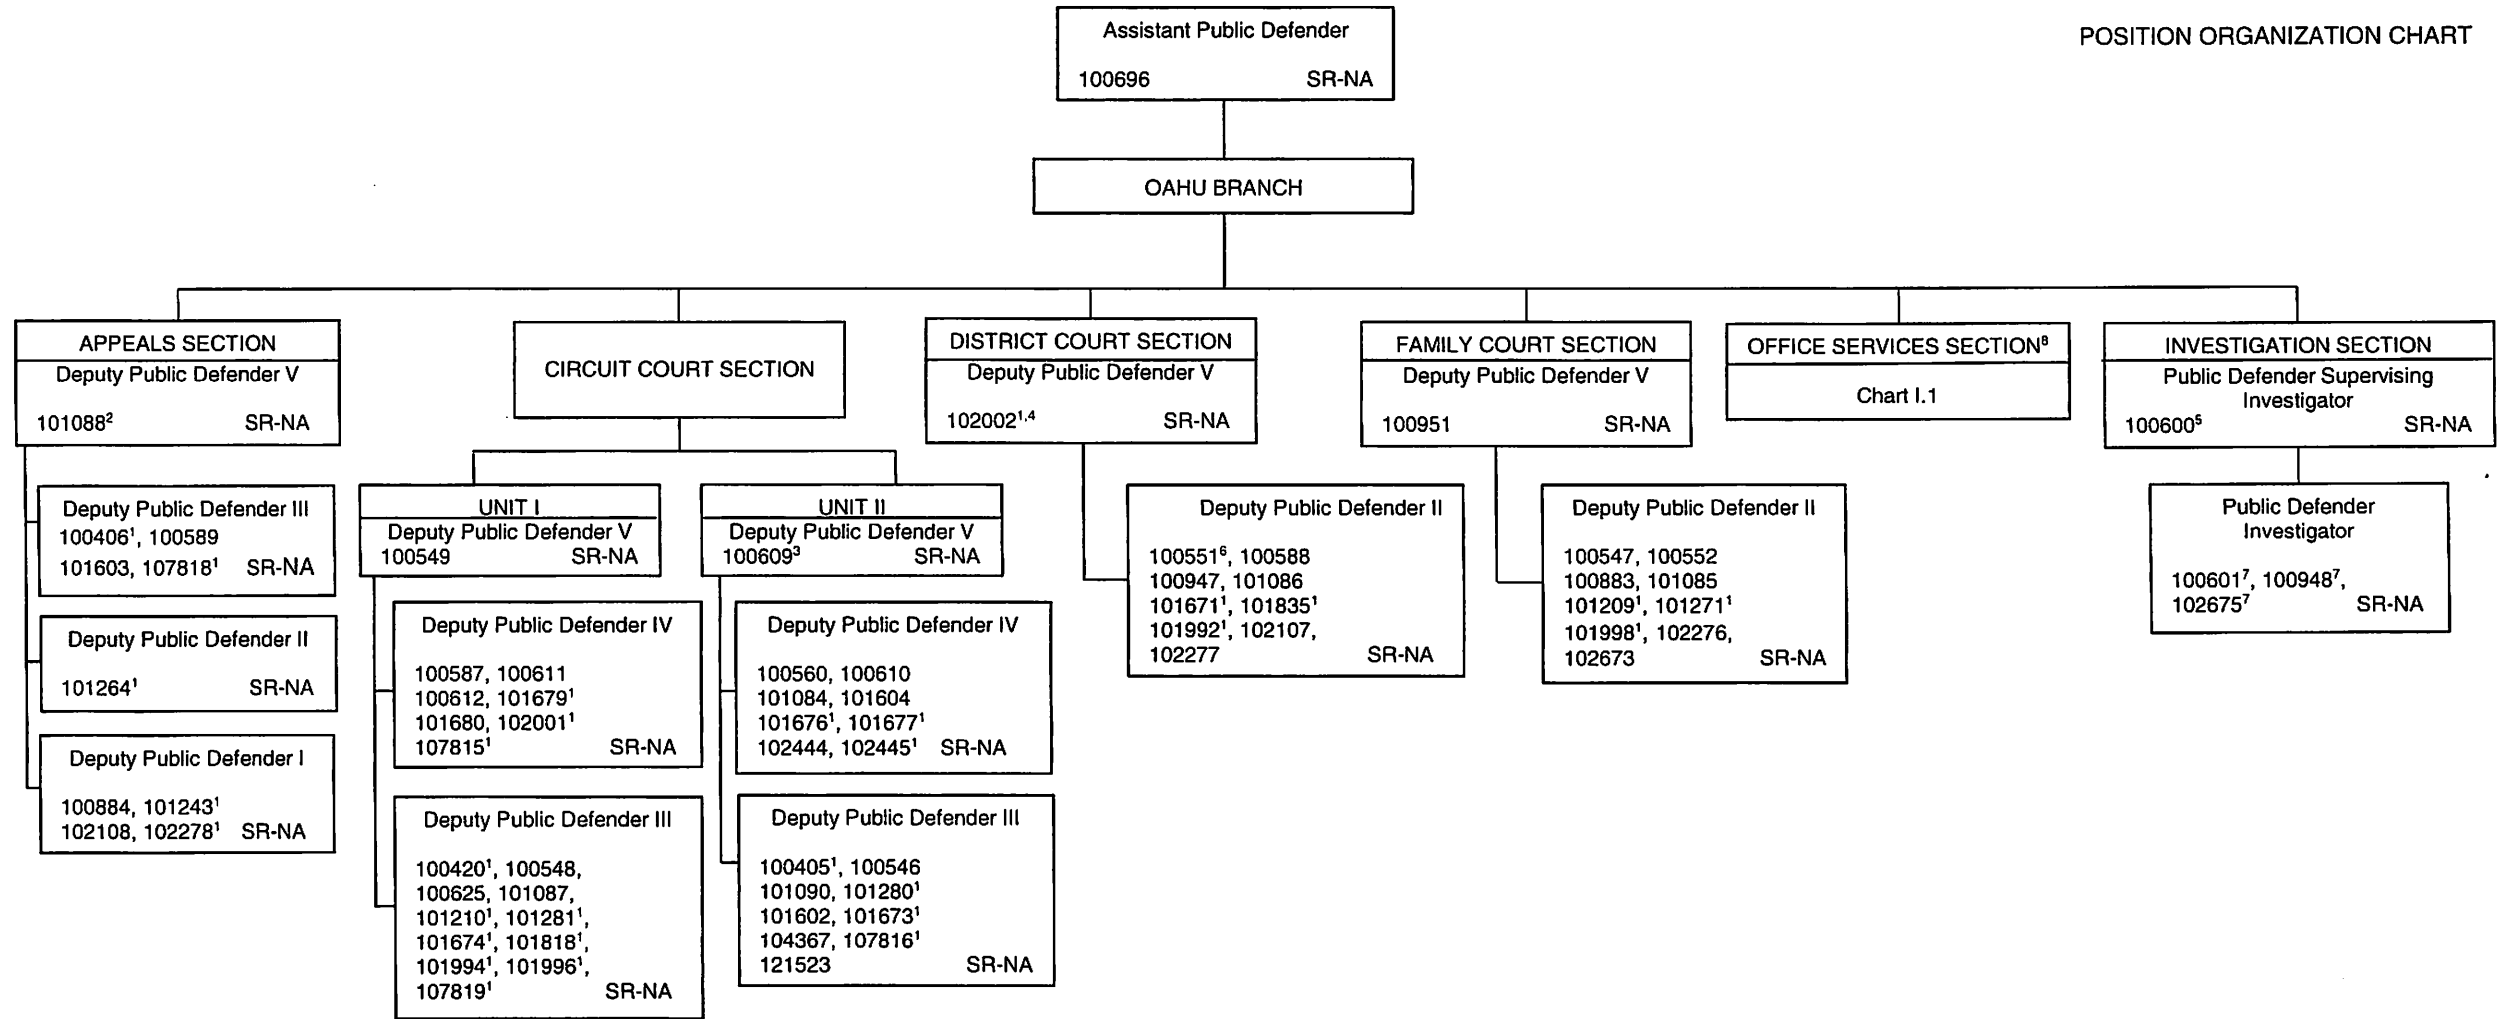 POSITION ORGANIZATION CHART
Assistant Public Defender
100696 SR-NA
OAHU BRANCH
APPEALS SECTION
Deputy Public Defender V
101088² SR-NA
Deputy Public Defender III
100406¹, 100589
101603, 107818¹ SR-NA
Deputy Public Defender II
101264¹ SR-NA
Deputy Public Defender I
100884, 101243¹
102108, 102278¹ SR-NA
CIRCUIT COURT SECTION
UNIT I
Deputy Public Defender V
100549 SR-NA
Deputy Public Defender IV
100587, 100611
100612, 101679¹
101680, 102001¹
107815¹ SR-NA
Deputy Public Defender III
100420¹, 100548,
100625, 101087,
101210¹, 101281¹,
101674¹, 101818¹,
101994¹, 101996¹,
107819¹ SR-NA
UNIT II
Deputy Public Defender V
100609³ SR-NA
Deputy Public Defender IV
100560, 100610
101084, 101604
101676¹, 101677¹
102444, 102445¹ SR-NA
Deputy Public Defender III
100405¹, 100546
101090, 101280¹
101602, 101673¹
104367, 107816¹
121523 SR-NA
DISTRICT COURT SECTION
Deputy Public Defender V
102002¹,⁴ SR-NA
Deputy Public Defender II
100551⁶, 100588
100947, 101086
101671¹, 101835¹
101992¹, 102107,
102277 SR-NA
FAMILY COURT SECTION
Deputy Public Defender V
100951 SR-NA
Deputy Public Defender II
100547, 100552
100883, 101085
101209¹, 101271¹
101998¹, 102276,
102673 SR-NA
OFFICE SERVICES SECTION⁸
Chart I.1
INVESTIGATION SECTION
Public Defender Supervising
Investigator
100600⁵ SR-NA
Public Defender
Investigator
100601⁷, 100948⁷,
102675⁷ SR-NA